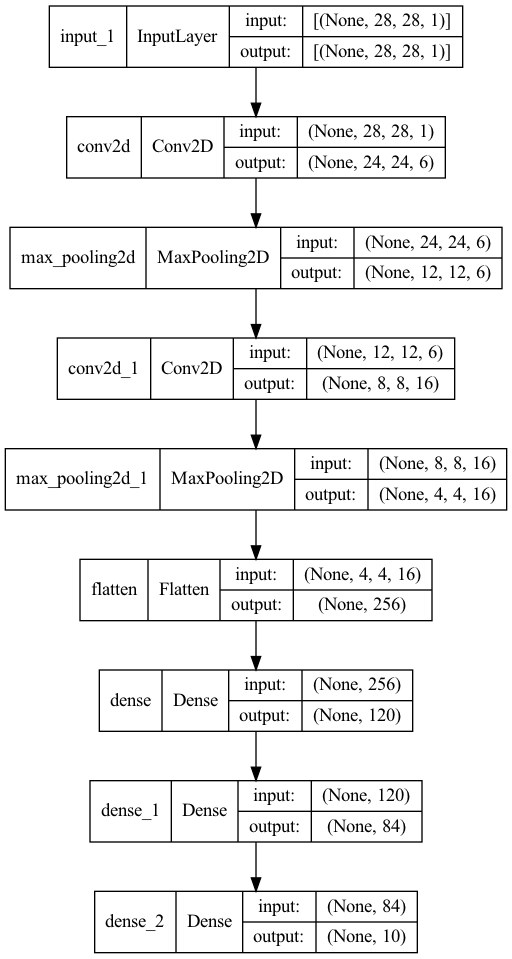 input_1 InputLayer input: [(None, 28, 28, 1)]
output: [(None, 28, 28, 1)]
conv2d Conv2D input: (None, 28, 28, 1)
output: (None, 24, 24, 6)
max_pooling2d MaxPooling2D input: (None, 24, 24, 6)
output: (None, 12, 12, 6)
conv2d_1 Conv2D input: (None, 12, 12, 6)
output: (None, 8, 8, 16)
max_pooling2d_1 MaxPooling2D input: (None, 8, 8, 16)
output: (None, 4, 4, 16)
flatten Flatten input: (None, 4, 4, 16)
output: (None, 256)
dense Dense input: (None, 256)
output: (None, 120)
dense_1 Dense input: (None, 120)
output: (None, 84)
dense_2 Dense input: (None, 84)
output: (None, 10)